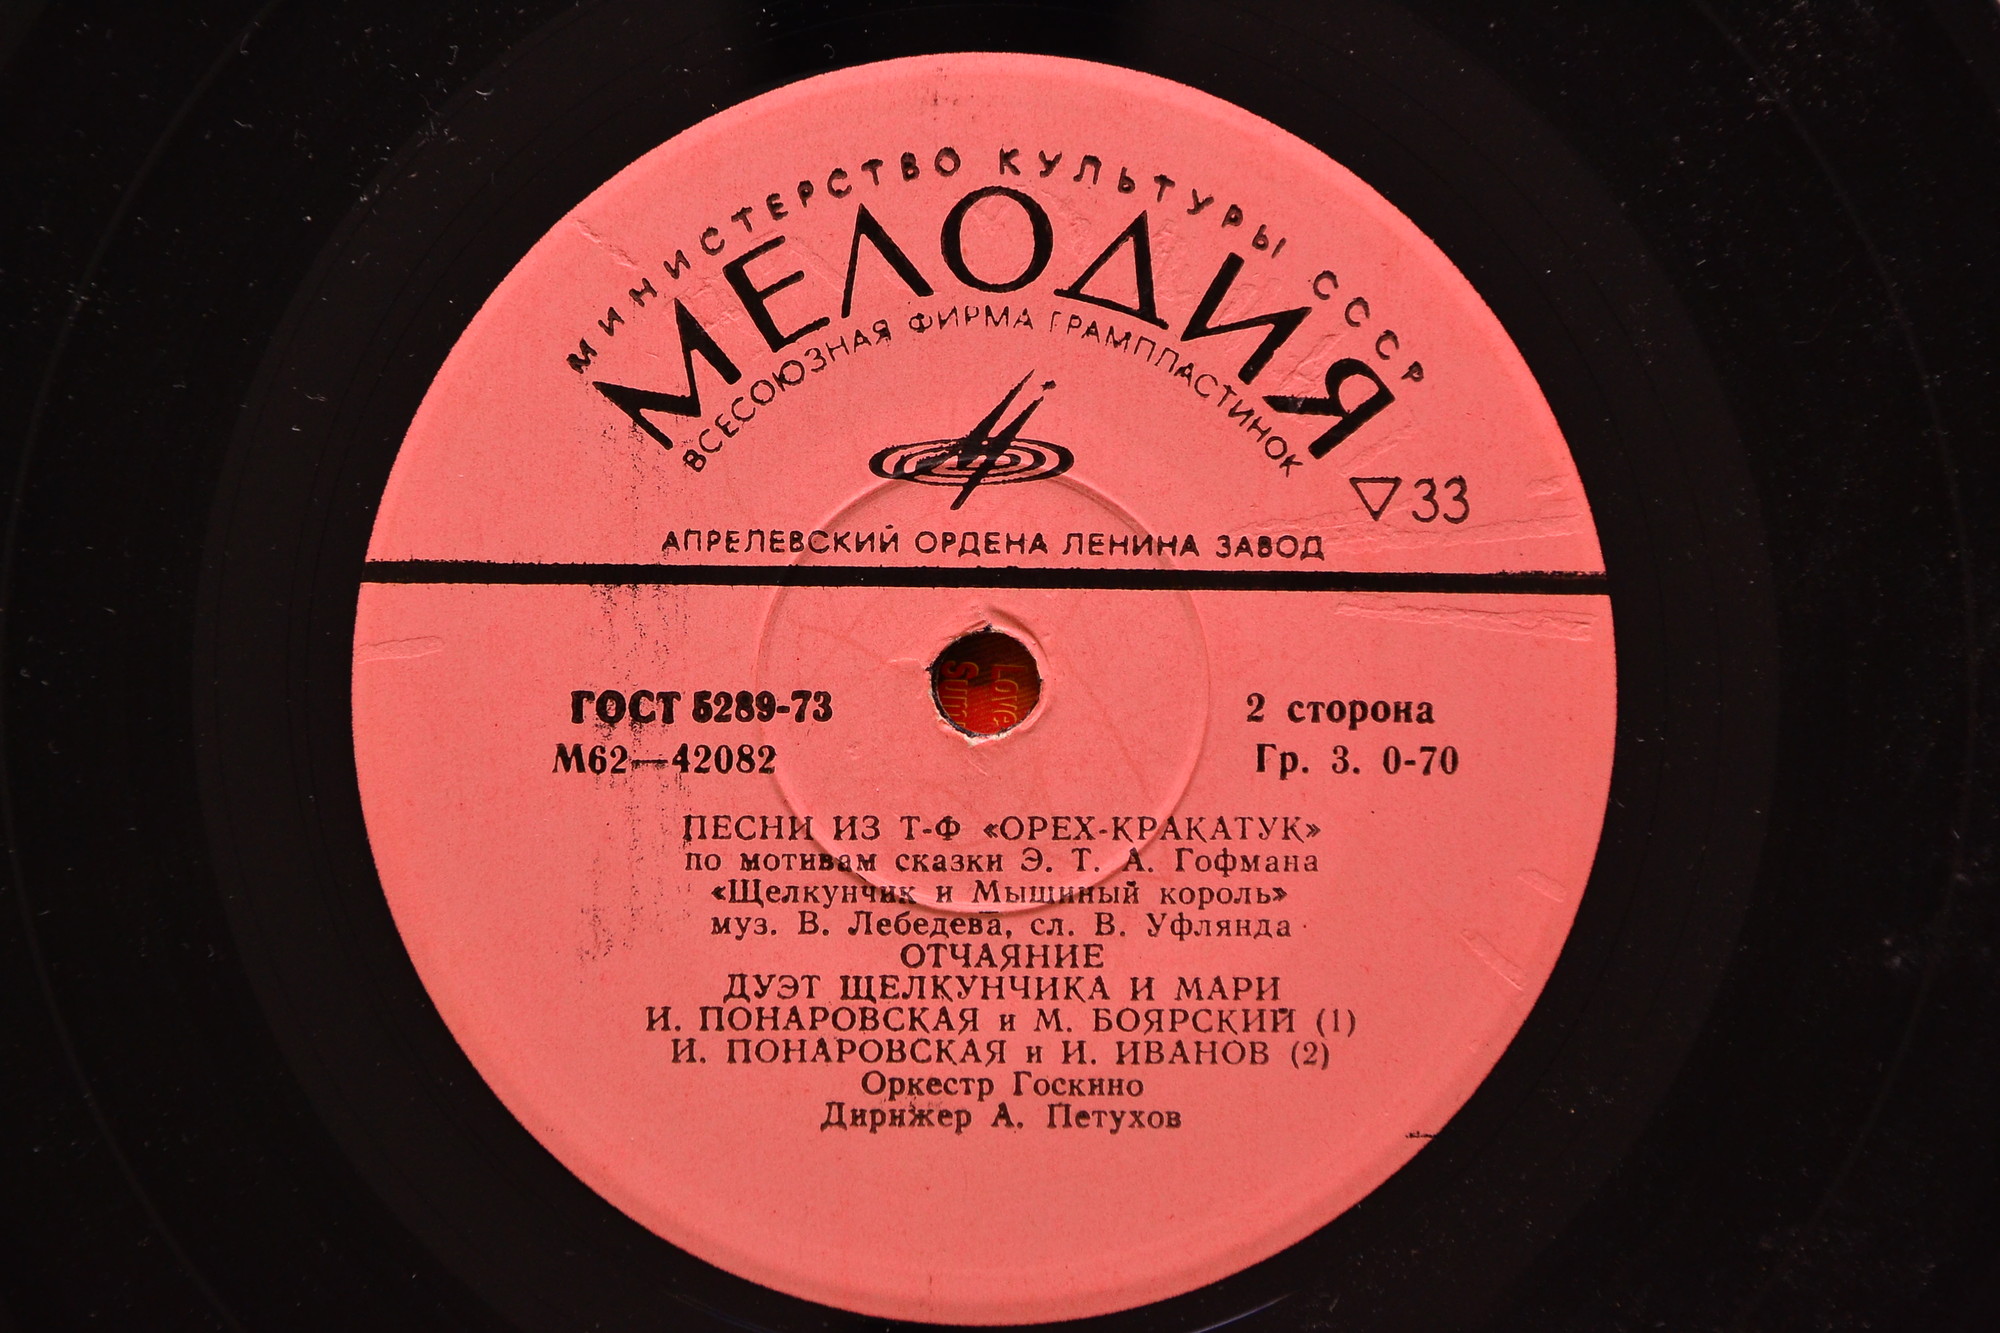 МИНИСТЕРСТВО КУЛЬТУРЫ СССР
МЕЛОДИЯ
ВСЕСОЮЗНАЯ ФИРМА ГРАМПЛАСТИНОК
▽33
АПРЕЛЕВСКИЙ ОРДЕНА ЛЕНИНА ЗАВОД
ГОСТ 5289-73
2 сторона
М62—42082
Гр. 3. 0-70
Love
ПЕСНИ ИЗ Т-Ф «ОРЕХ-КРАКАТУК»
по мотивам сказки Э. Т. А. Гофмана
«Щелкунчик и Мышиный король»
муз. В. Лебедева, сл. В. Уфлянда
ОТЧАЯНИЕ
ДУЭТ ЩЕЛКУНЧИКА И МАРИ
И. ПОНАРОВСКАЯ и М. БОЯРСКИЙ (1)
И. ПОНАРОВСКАЯ и И. ИВАНОВ (2)
Оркестр Госкино
Дирижер А. Петухов